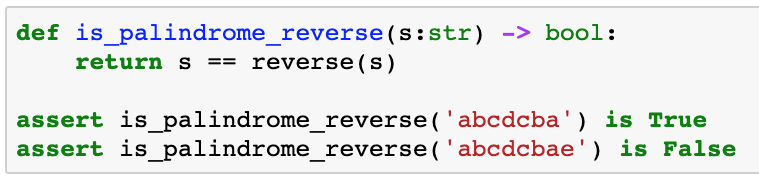 def is_palindrome_reverse(s:str) -> bool:
    return s == reverse(s)

assert is_palindrome_reverse('abcdcba') is True
assert is_palindrome_reverse('abcdcbae') is False